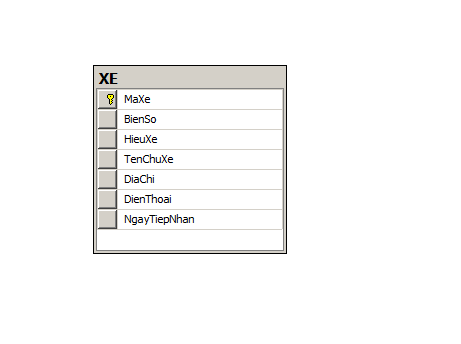 XE
MaXe
BienSo
HieuXe
TenChuXe
DiaChi
DienThoai
NgayTiepNhan